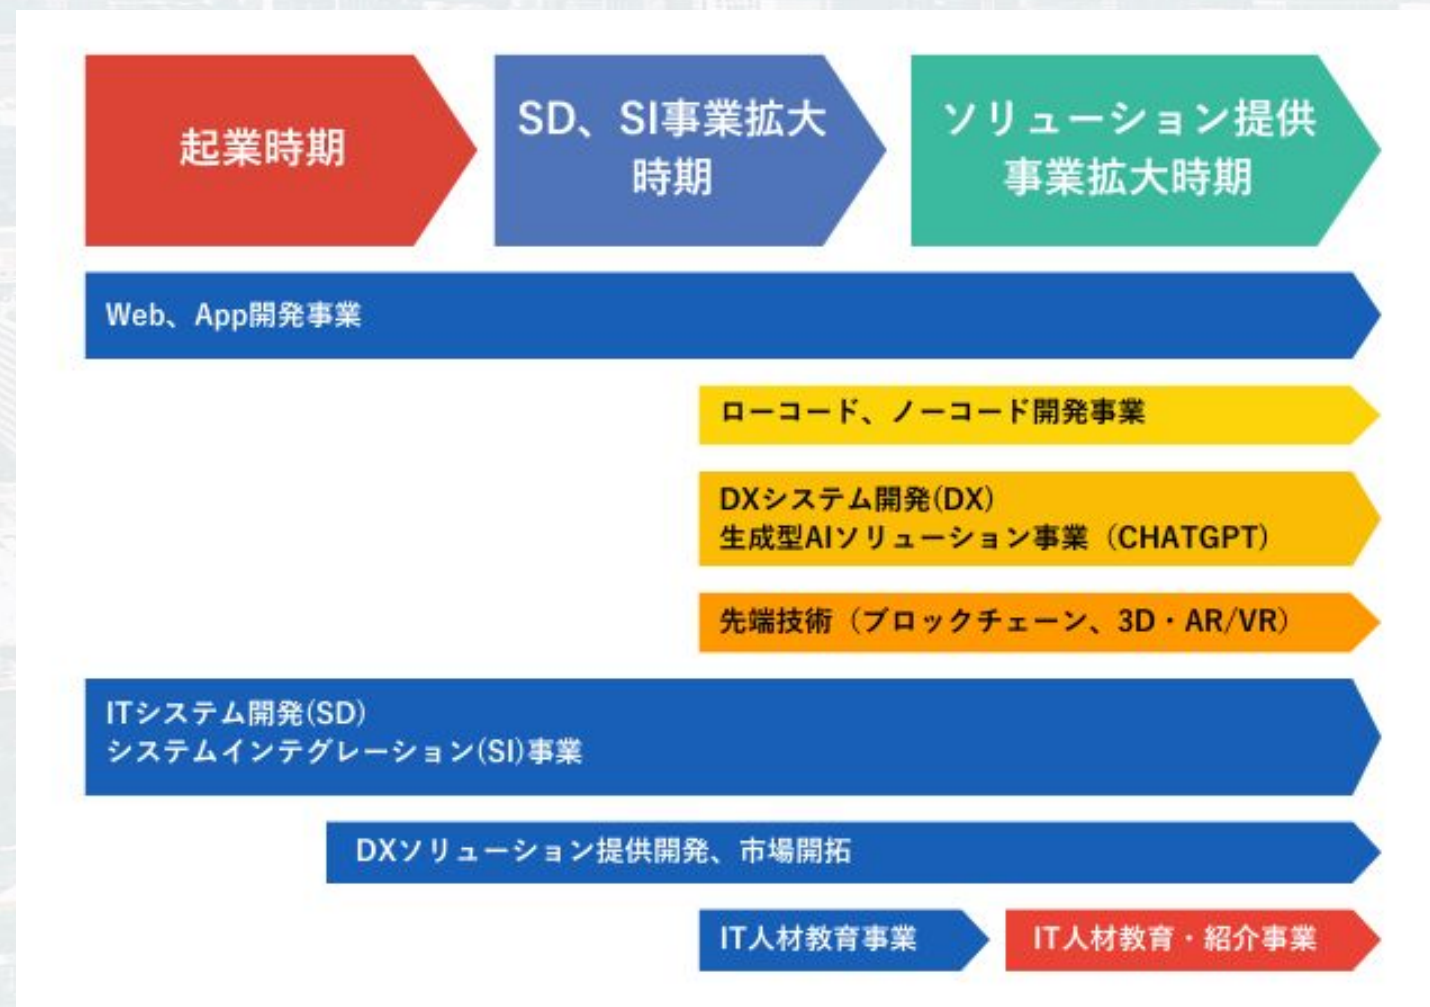 起業時期
SD、SI事業拡大
時期
ソリューション提供
事業拡大時期
Web、App開発事業
ローコード、ノーコード開発事業
DXシステム開発(DX)
生成型AIソリューション事業（CHATGPT）
先端技術（ブロックチェーン、3D・AR/VR）
ITシステム開発(SD)
システムインテグレーション(SI)事業
DXソリューション提供開発、市場開拓
IT人材教育事業
IT人材教育・紹介事業